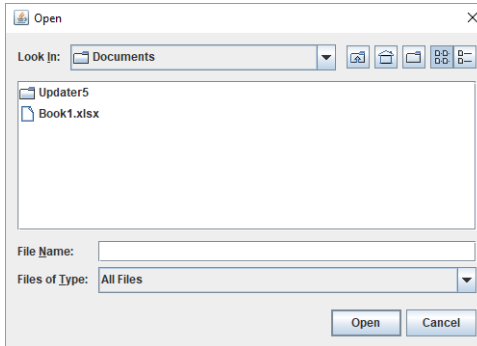 Open
Look In: Documents
Updater5
Book1.xlsx
File Name:
Files of Type: All Files
Open Cancel